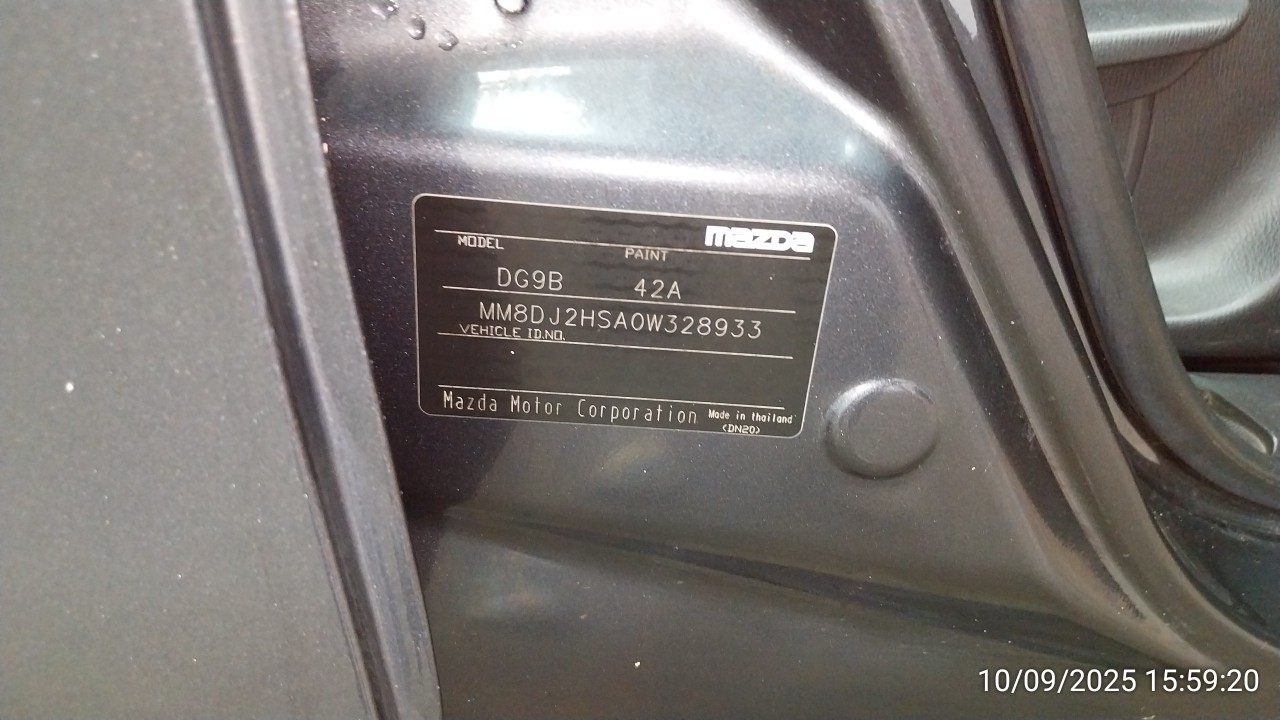 mazda
MODEL PAINT
DG9B 42A
MM8DJ2HSA0W328933
VEHICLE ID.NO.
Mazda Motor Corporation Made in thailand
<DN20>
10/09/2025 15:59:20